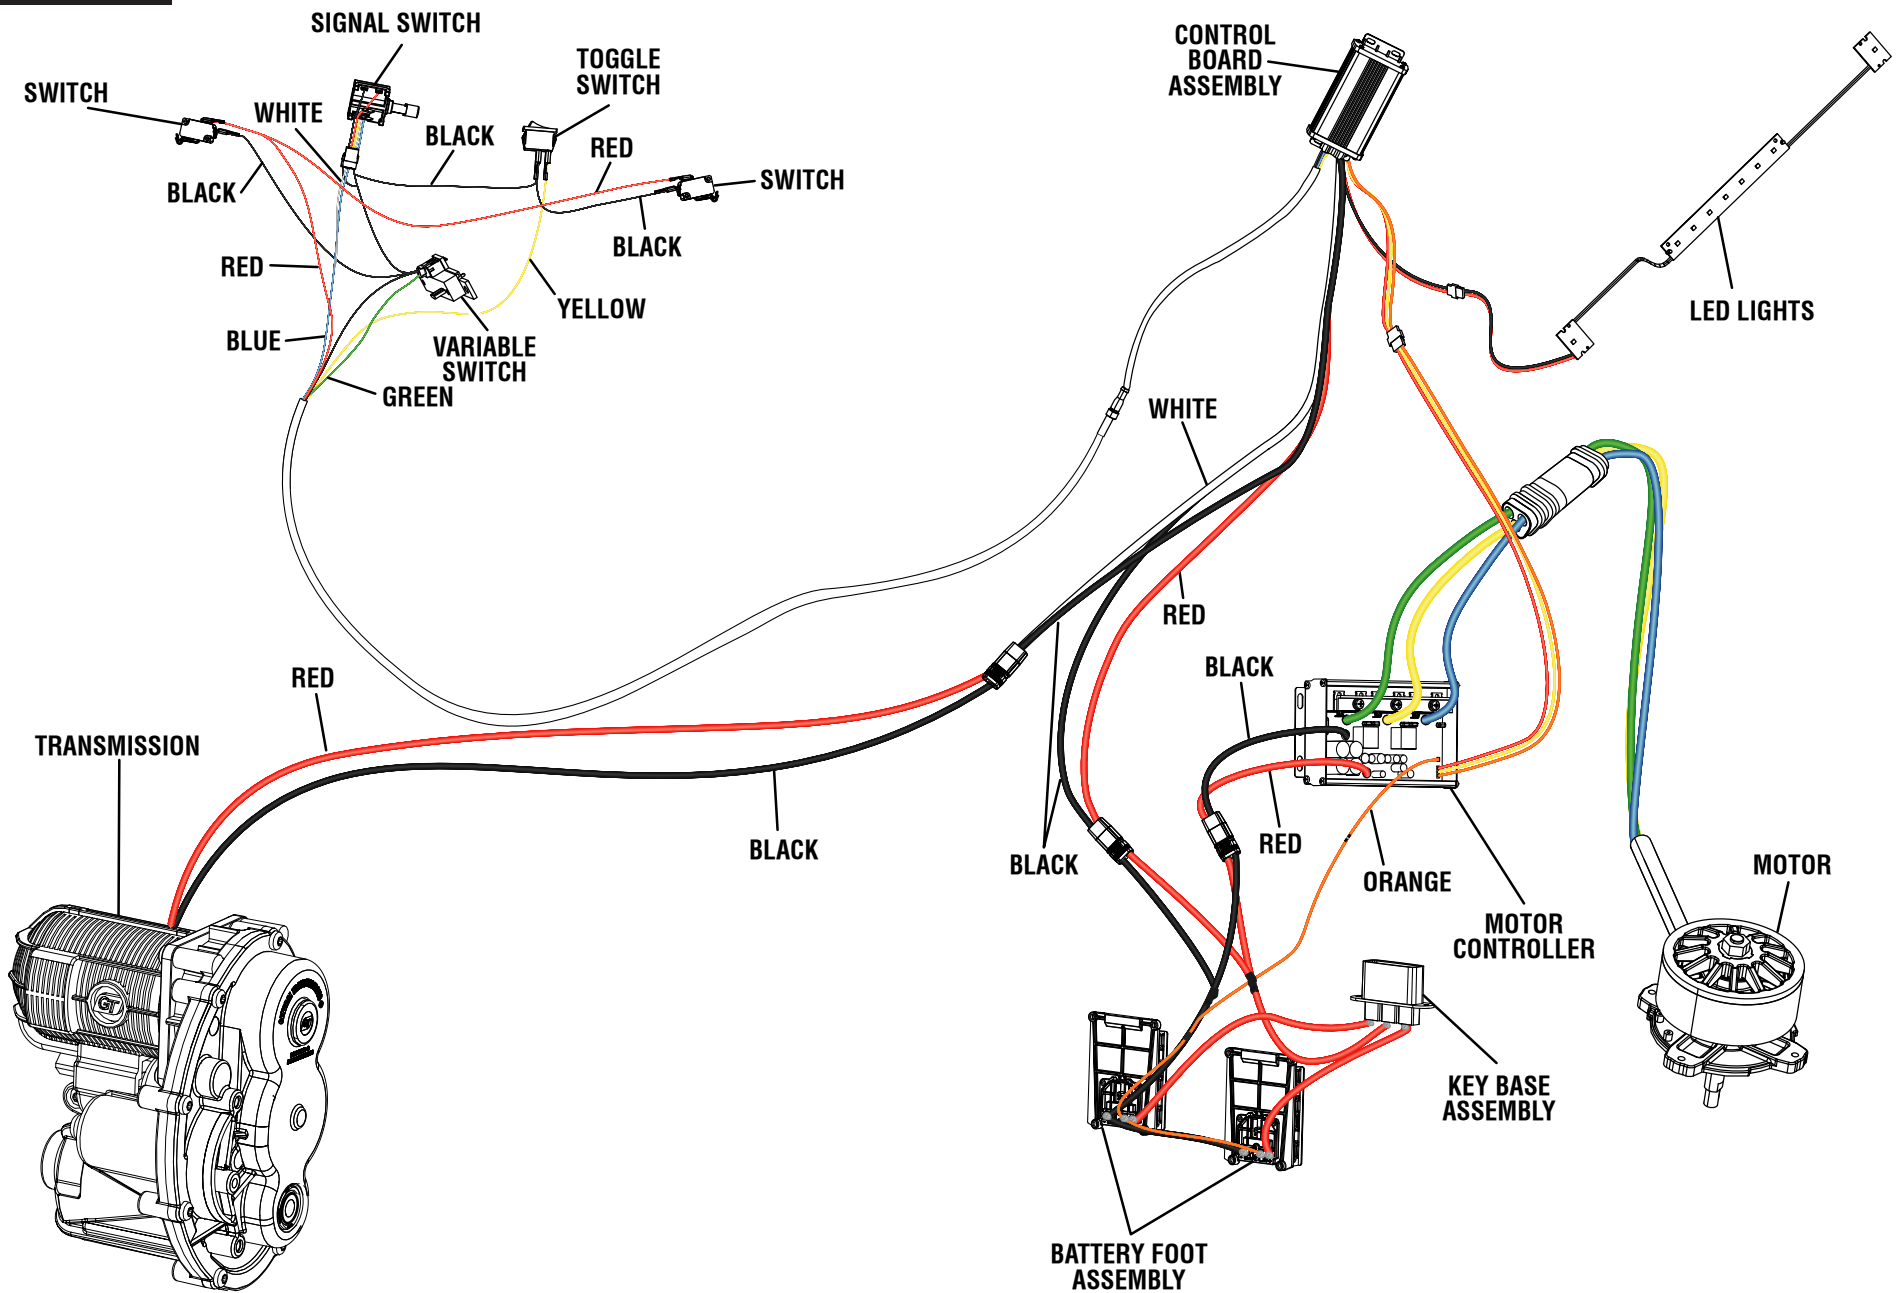 SIGNAL SWITCH
TOGGLE
SWITCH
SWITCH
WHITE
BLACK
RED
SWITCH
BLACK
BLACK
RED
YELLOW
BLUE
VARIABLE
SWITCH
GREEN
CONTROL
BOARD
ASSEMBLY
LED LIGHTS
WHITE
RED
BLACK
RED
TRANSMISSION
BLACK
BLACK
RED
ORANGE
MOTOR
CONTROLLER
MOTOR
KEY BASE
ASSEMBLY
BATTERY FOOT
ASSEMBLY
GT